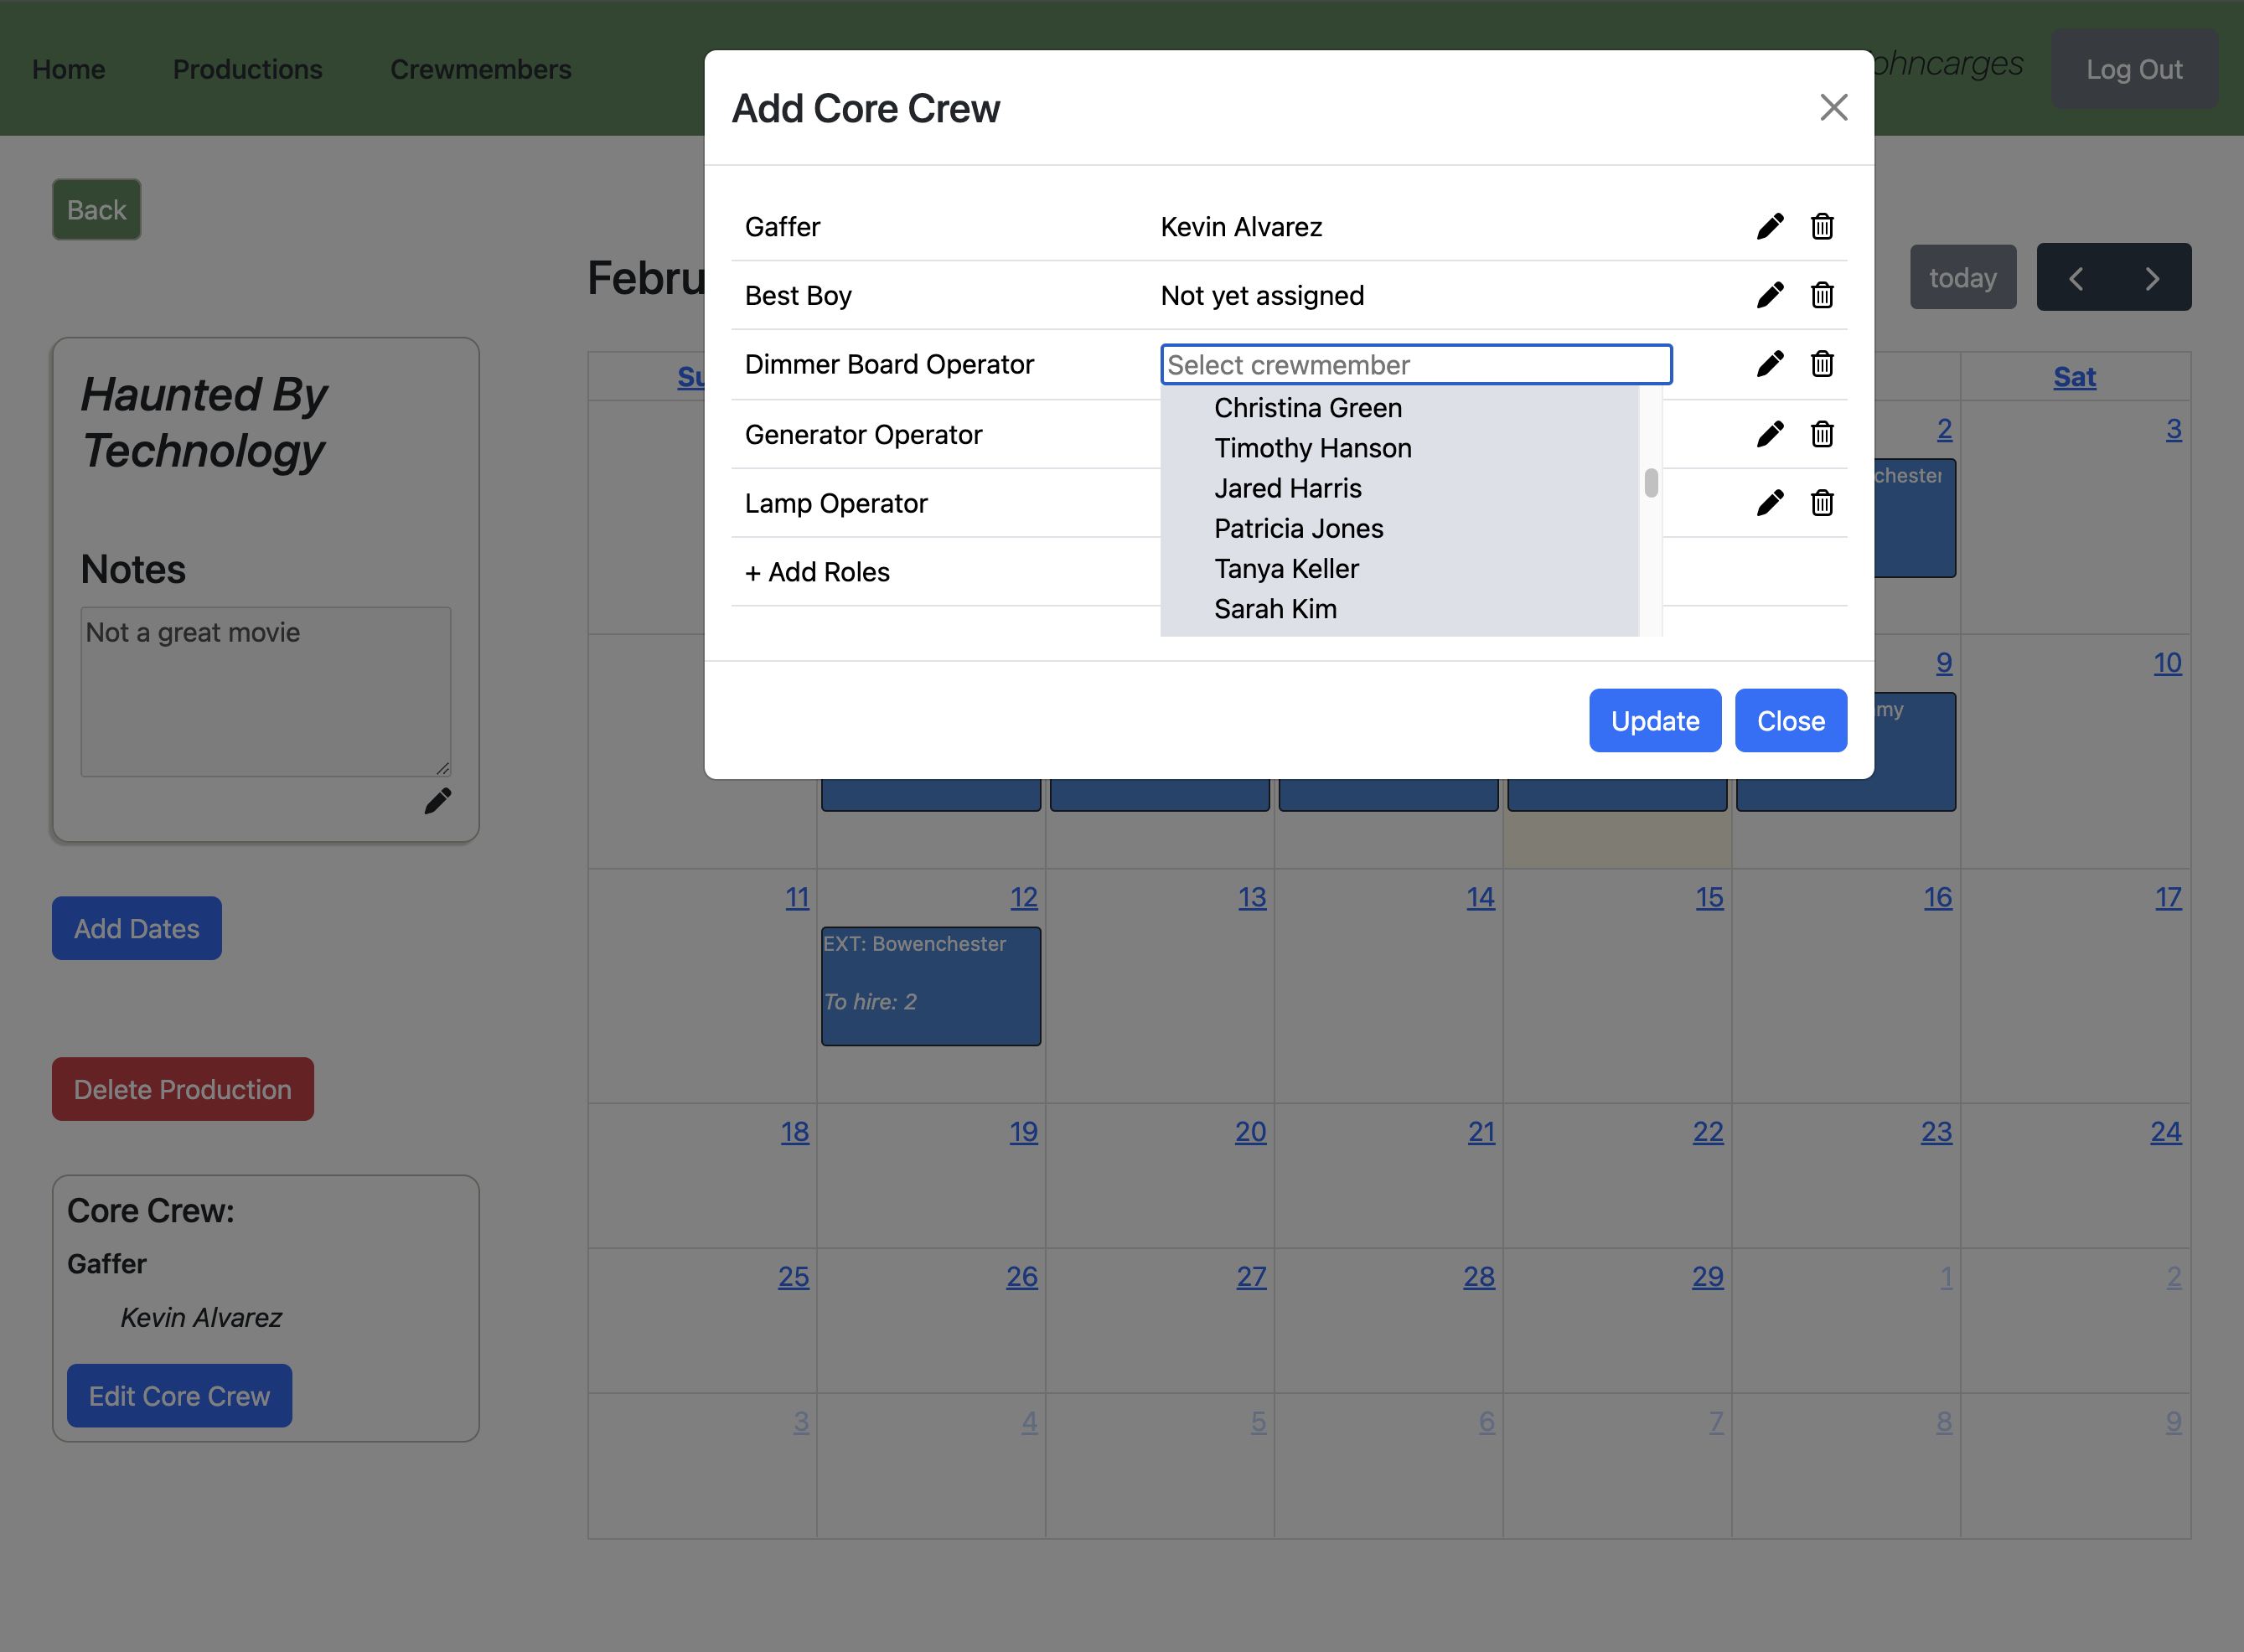 Home Productions Crewmembers
Log Out
Add Core Crew
Gaffer Kevin Alvarez
Best Boy Not yet assigned
Dimmer Board Operator Select crewmember
Christina Green
Generator Operator
Timothy Hanson
Jared Harris
Lamp Operator
Patricia Jones
+ Add Roles
Tanya Keller
Sarah Kim
Update Close
Back
Haunted By
Technology
Notes
Not a great movie
Add Dates
Delete Production
Core Crew:
Gaffer
Kevin Alvarez
Edit Core Crew
today
Sat
2 3
9 10
11 12 13 14 15 16 17
EXT: Bowenchester
To hire: 2
18 19 20 21 22 23 24
25 26 27 28 29 1 2
3 4 5 6 7 8 9